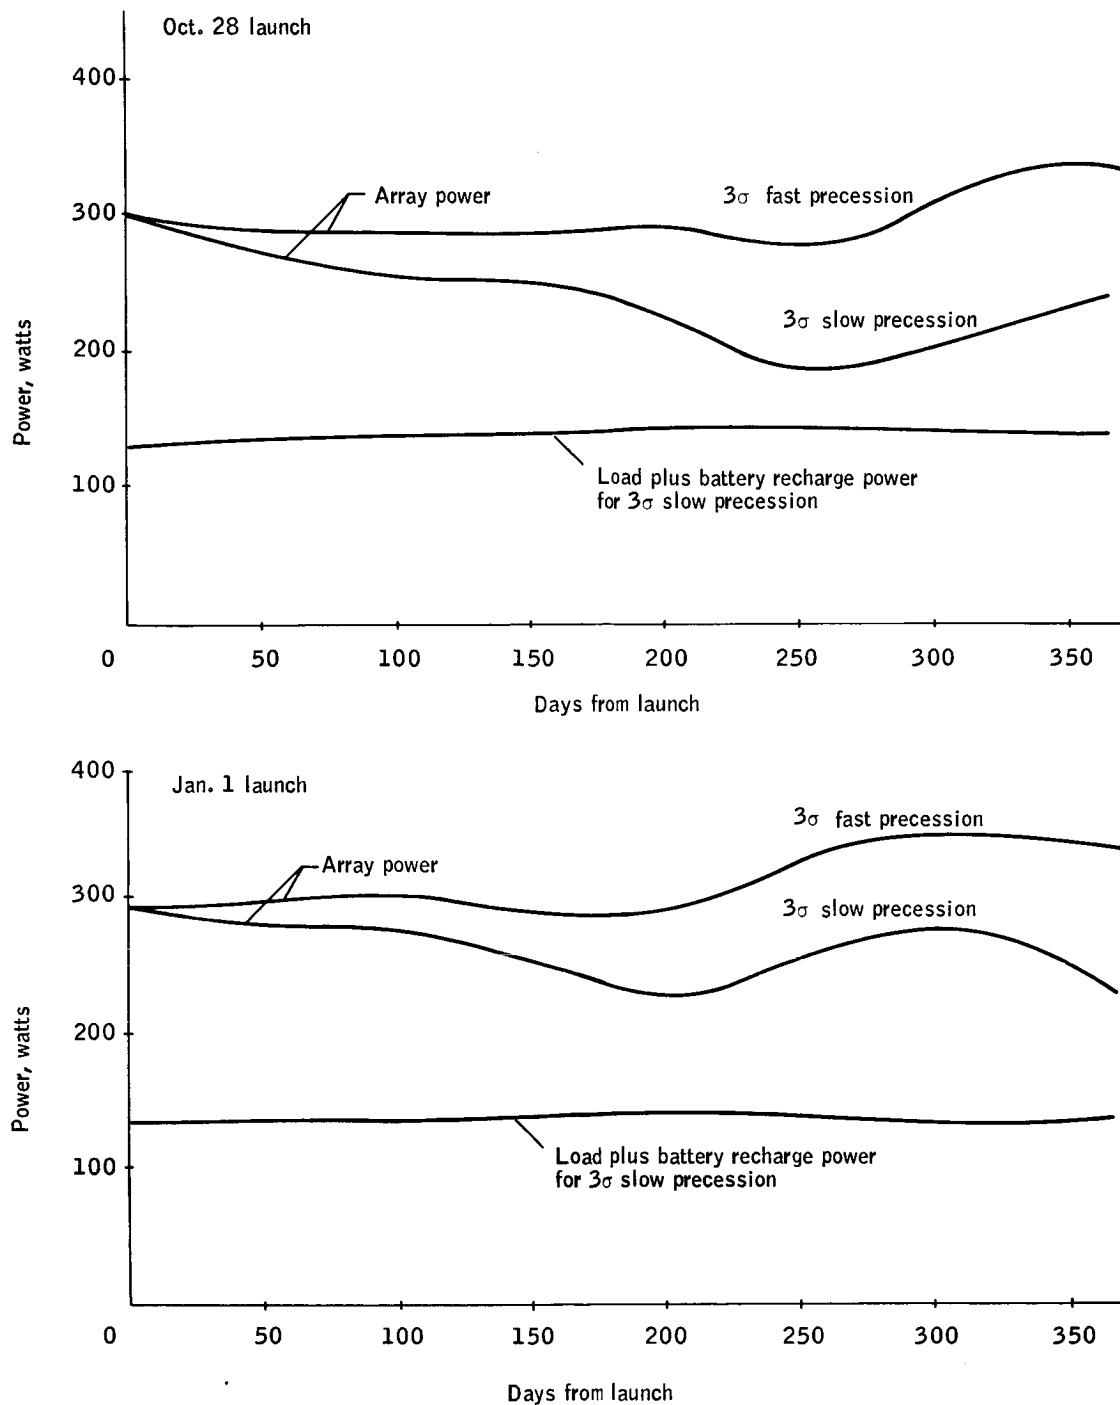 Oct. 28 launch
400
300
200
100
Power, watts
Array power
3σ fast precession
3σ slow precession
Load plus battery recharge power
for 3σ slow precession
0 50 100 150 200 250 300 350
Days from launch
Jan. 1 launch
400
300
200
100
Power, watts
Array power
3σ fast precession
3σ slow precession
Load plus battery recharge power
for 3σ slow precession
0 50 100 150 200 250 300 350
Days from launch